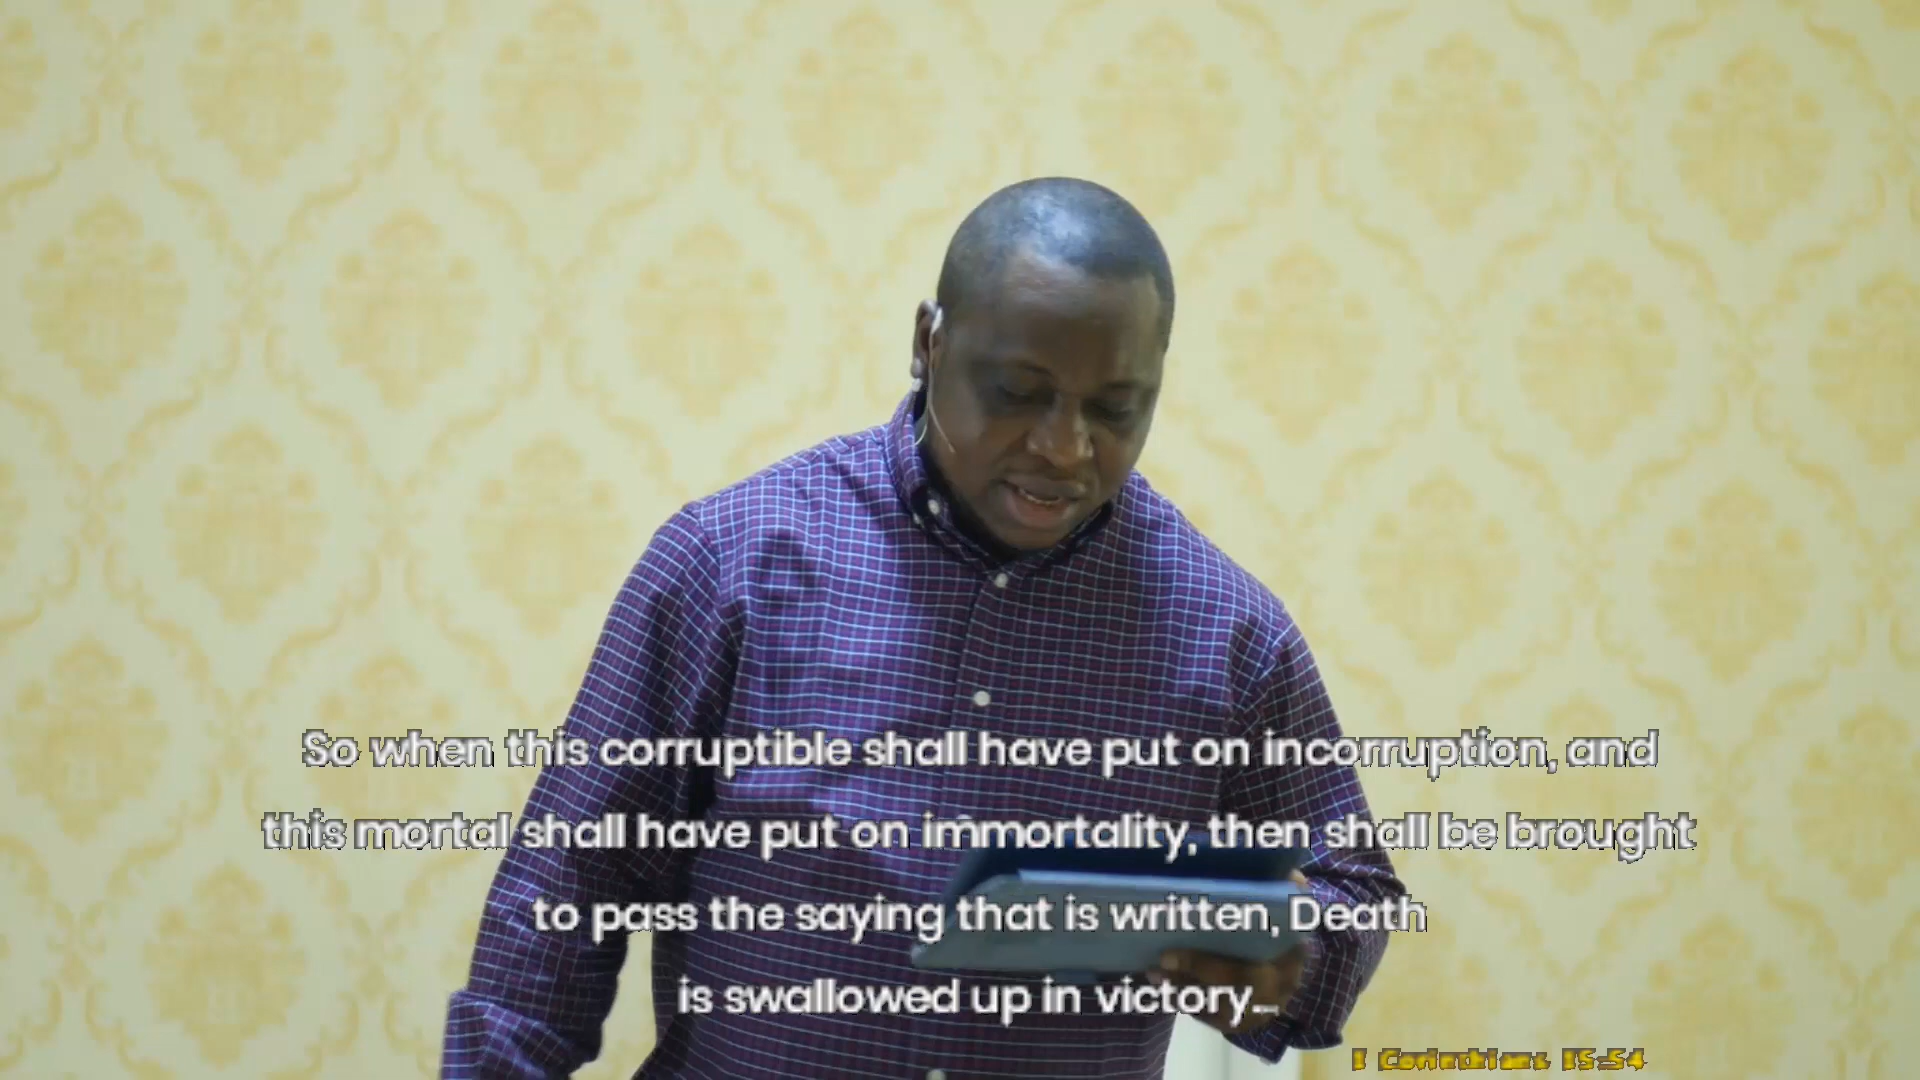 So when this corruptible shall have put on incorruption, and
this mortal shall have put on immortality, then shall be brought
to pass the saying that is written, Death
is swallowed up in victory...
1 Corinthians 15:54